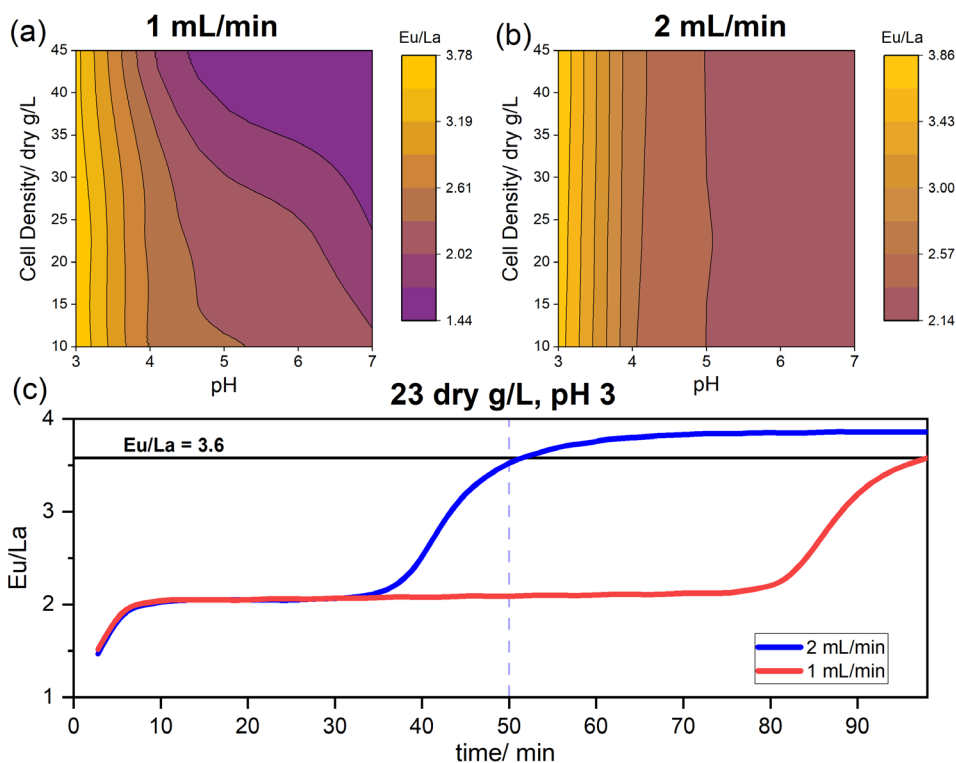 (a)
1 mL/min
Eu/La
3.78
3.19
2.61
2.02
1.44
Cell Density/ dry g/L
45
40
35
30
25
20
15
10
3 4 5 6 7
pH
(b)
2 mL/min
Eu/La
3.86
3.43
3.00
2.57
2.14
Cell Density/ dry g/L
45
40
35
30
25
20
15
10
3 4 5 6 7
pH
(c)
23 dry g/L, pH 3
Eu/La = 3.6
Eu/La
4
3
2
1
2 mL/min
1 mL/min
0 10 20 30 40 50 60 70 80 90
time/ min